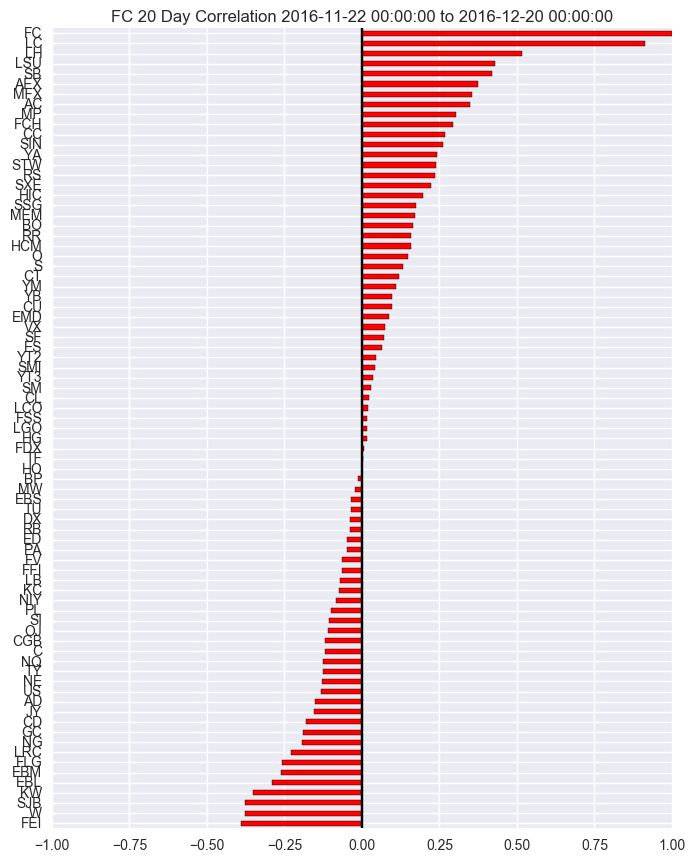 FC 20 Day Correlation 2016-11-22 00:00:00 to 2016-12-20 00:00:00
FC
LC
LH
LSU
SB
AEX
MFX
AC
MP
FCH
CC
SIN
YA
STW
RS
SXE
HIC
SSG
MEM
BO
RR
HCM
O
S
CT
YM
YB
CU
EMD
VX
SF
ES
YT2
SMI
YT3
SM
CL
LCO
FSS
LGO
HG
FDX
TF
HO
BP
MW
EBS
TU
DX
RB
ED
PA
FV
FFI
LB
KC
NIY
PL
SI
OJ
CGB
C
NQ
TY
NE
US
AD
JY
CD
GC
NG
LRC
FLG
EBM
EBL
KW
SJB
W
FEI
−1.00 −0.75 −0.50 −0.25 0.00 0.25 0.50 0.75 1.00